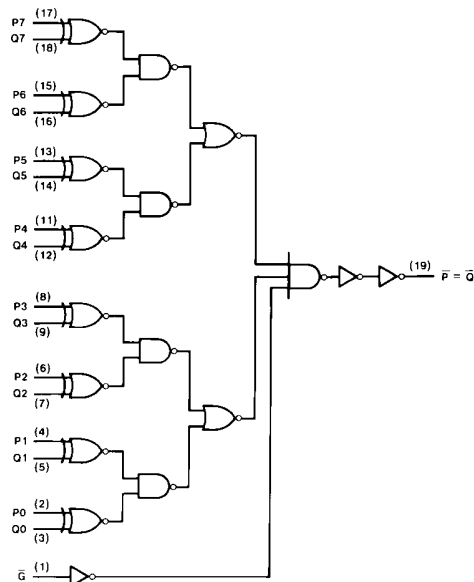 P7 (17)
Q7 (18)
P6 (15)
Q6 (16)
P5 (13)
Q5 (14)
P4 (11)
Q4 (12)
(19) P̅ = Q̅
P3 (8)
Q3 (9)
P2 (6)
Q2 (7)
P1 (4)
Q1 (5)
P0 (2)
Q0 (3)
G̅ (1)